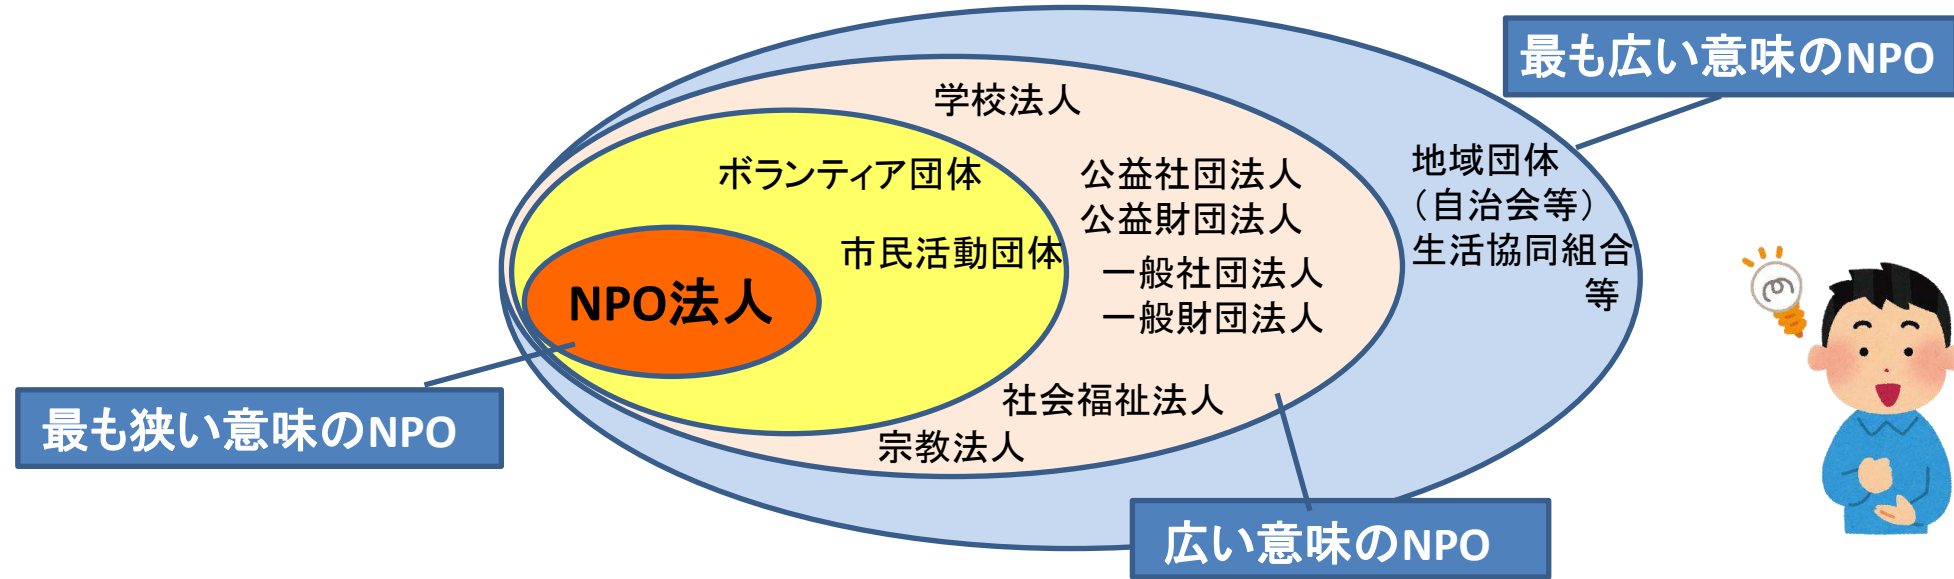 最も広い意味のNPO
学校法人
ボランティア団体
公益社団法人
公益財団法人
地域団体
（自治会等）
生活協同組合
等
市民活動団体
一般社団法人
一般財団法人
NPO法人
社会福祉法人
宗教法人
最も狭い意味のNPO
広い意味のNPO